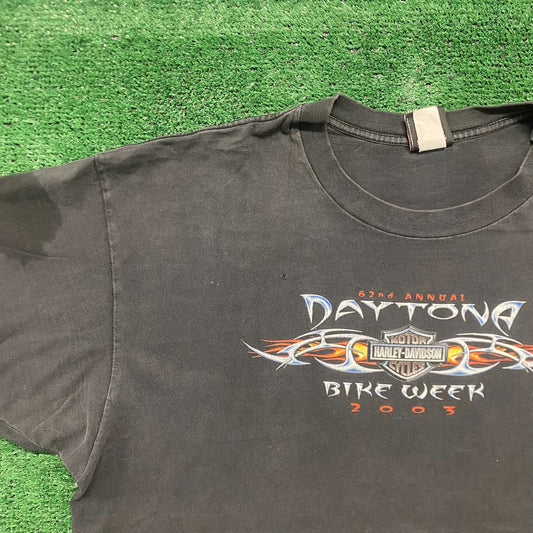 62nd ANNUAL
DAYTONA
MOTOR
HARLEY-DAVIDSON
CYCLES
BIKE WEEK
2003